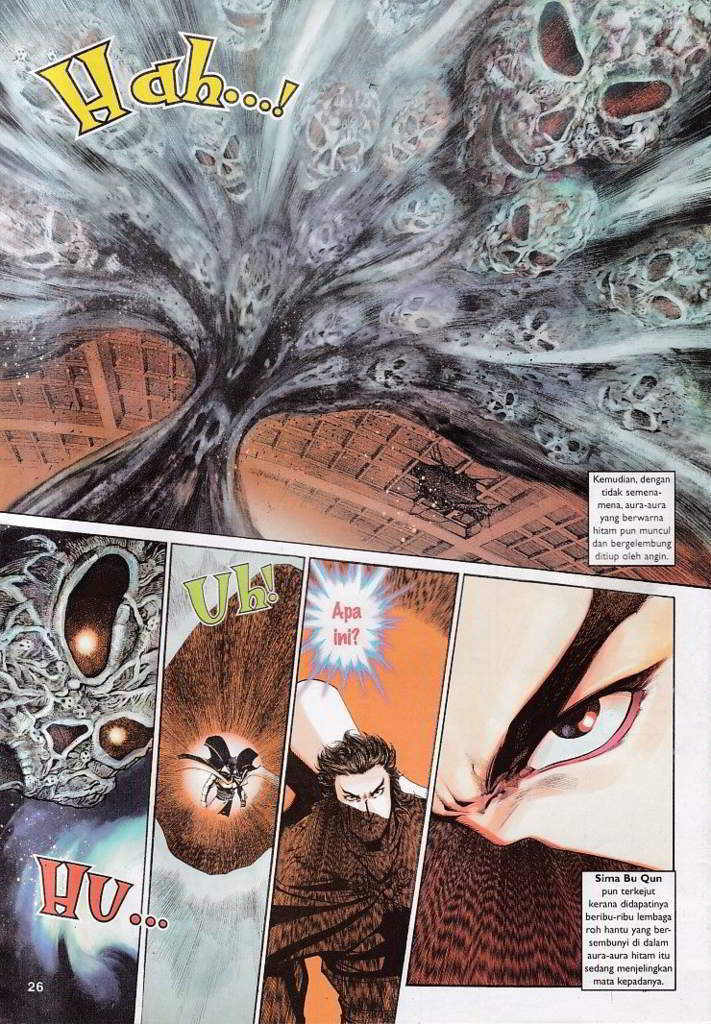 Hah...!
Kemudian, dengan
tidak semena-
mena, aura-aura
yang berwarna
hitam pun muncul
dan bergelembung
ditiup oleh angin.
Uh!
Apa
ini?
HU...
Sima Bu Qun
pun terkejut
kerana didapatinya
beribu-ribu lembaga
roh hantu yang ber-
sembunyi di dalam
aura-aura hitam itu
sedang menjelingkan
mata kepadanya.
26